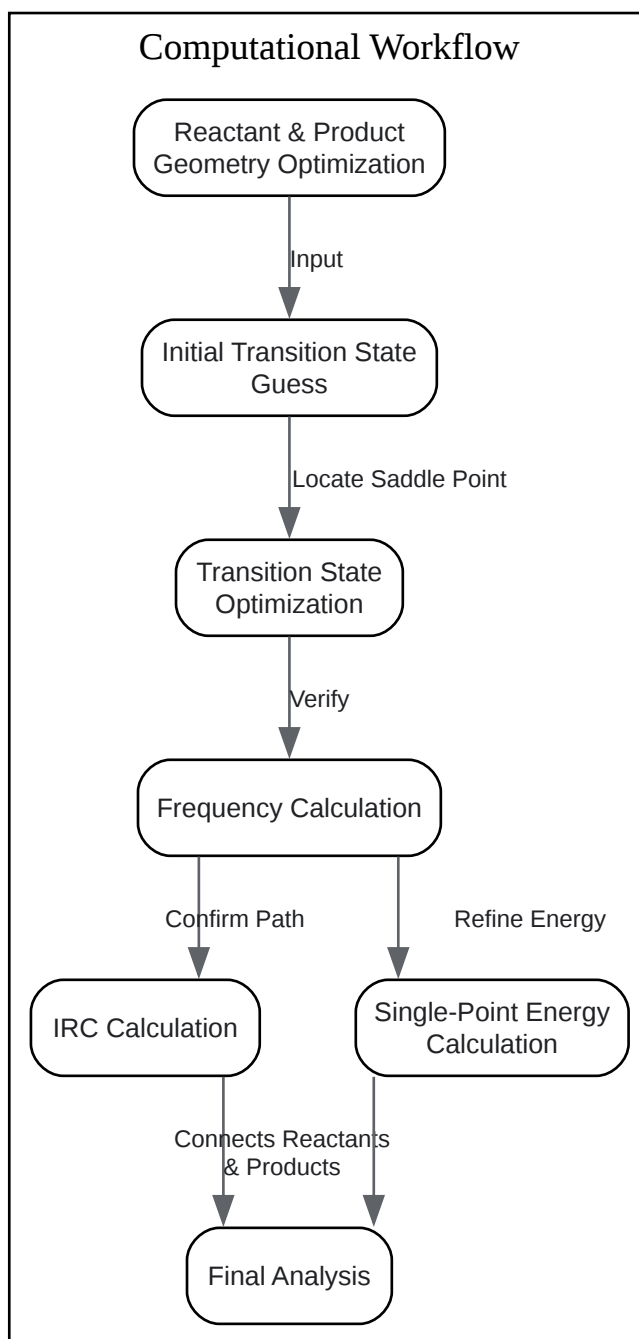 Computational Workflow
Reactant & Product
Geometry Optimization
Input
Initial Transition State
Guess
Locate Saddle Point
Transition State
Optimization
Verify
Frequency Calculation
Confirm Path
Refine Energy
IRC Calculation
Single-Point Energy
Calculation
Connects Reactants
& Products
Final Analysis